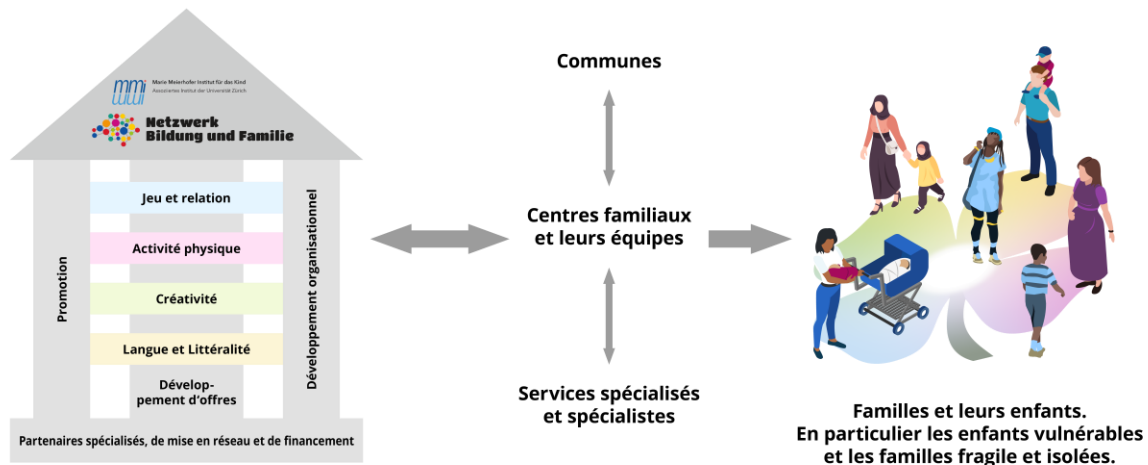 Marie Meierhofer Institut für das Kind
Assoziiertes Institut der Universität Zürich
mmi
Netzwerk
Bildung und Familie
Promotion
Jeu et relation
Activité physique
Créativité
Langue et Littéralité
Dévelop-
pement d’offres
Développement organisationnel
Partenaires spécialisés, de mise en réseau et de financement
Communes
Centres familiaux
et leurs équipes
Services spécialisés
et spécialistes
Familles et leurs enfants.
En particulier les enfants vulnérables
et les familles fragile et isolées.